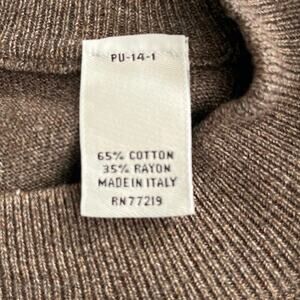 PU-14-1
65% COTTON
35% RAYON
MADE IN ITALY
RN77219